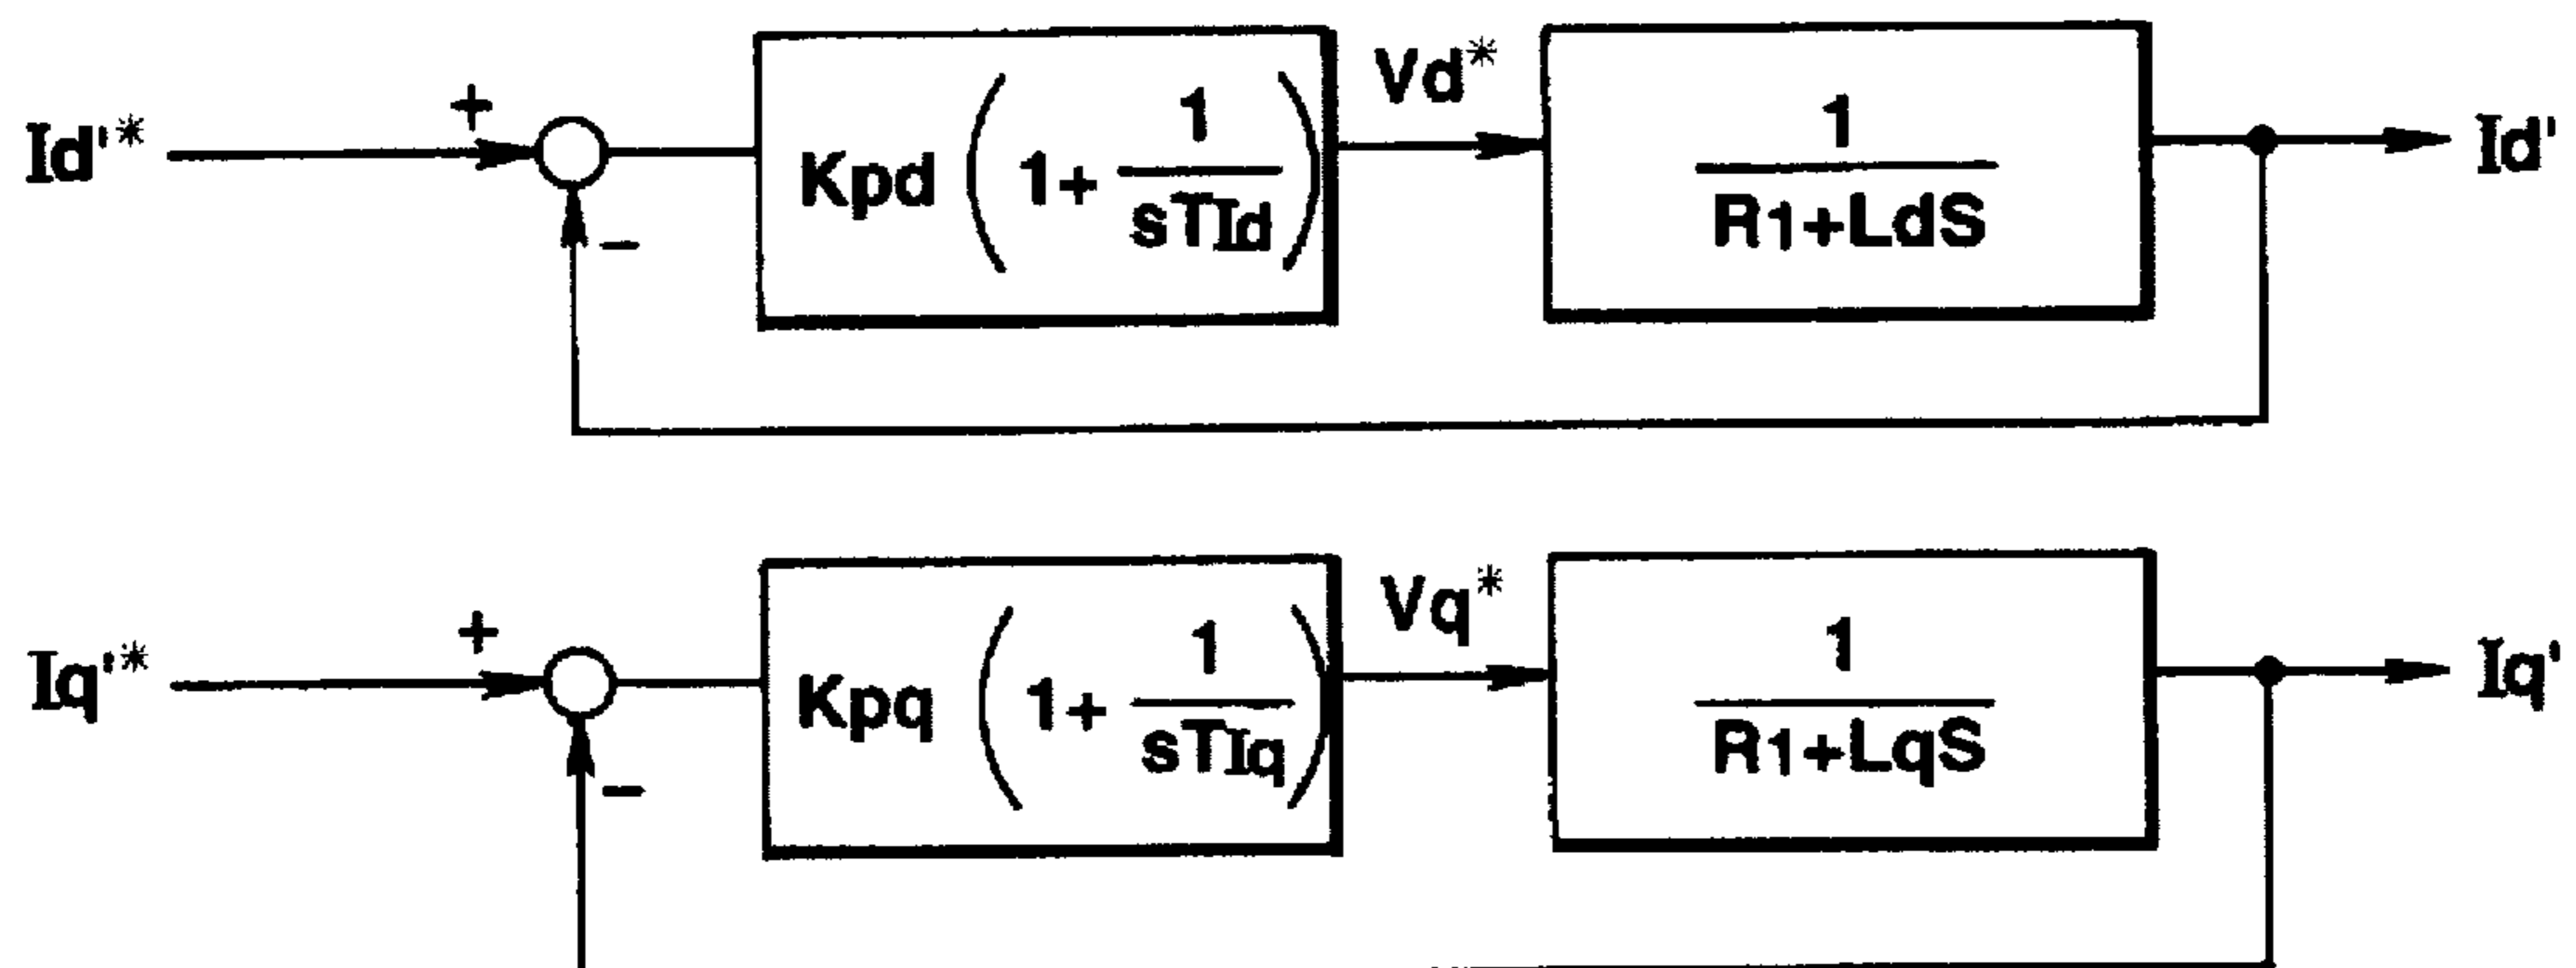 Id'* + − Kpd ( 1+ 1/sTId ) Vd* 1/R1+LdS Id'
Iq'* + − Kpq ( 1+ 1/sTIq ) Vq* 1/R1+LqS Iq'